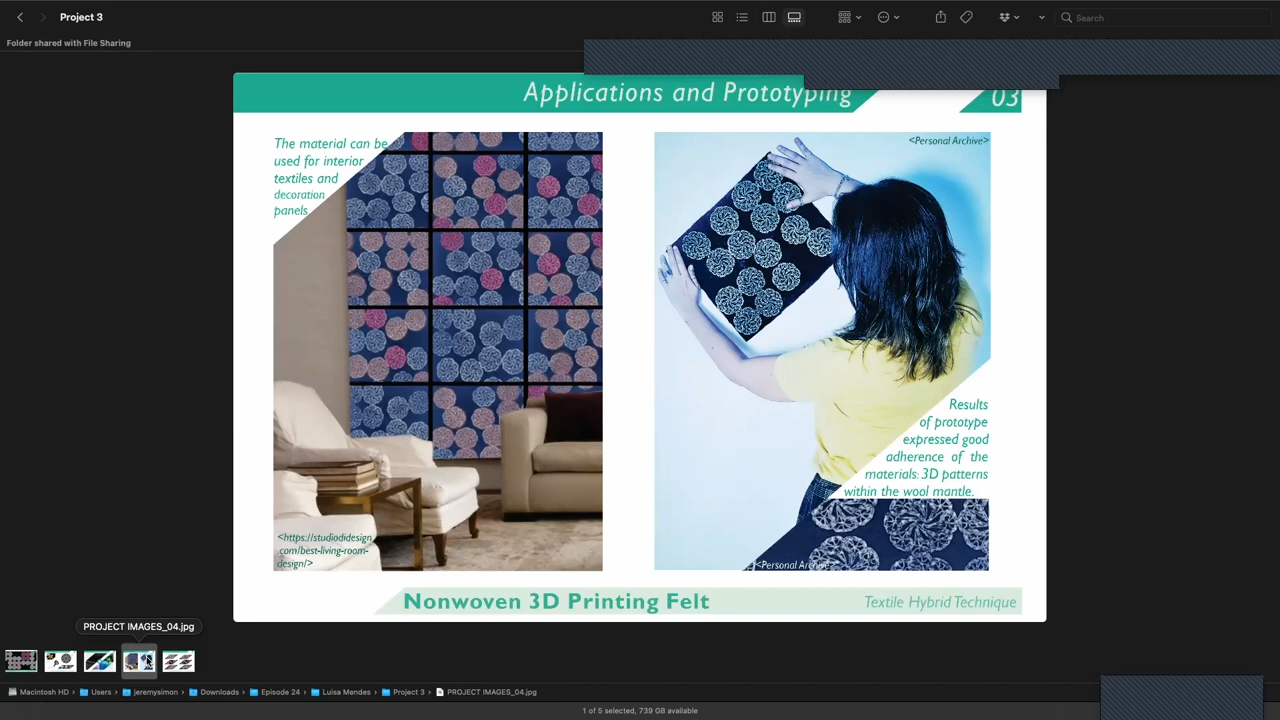 Project 3
Search
Folder shared with File Sharing
Applications and Prototyping
03
The material can be
used for interior
textiles and
decoration
panels
<https://studiodidesign
com/best-living-room-
design/>
<Personal Archive>
Results
of prototype
expressed good
adherence of the
materials: 3D patterns
within the wool mantle.
<Personal Archive>
Nonwoven 3D Printing Felt
Textile Hybrid Technique
PROJECT IMAGES_04.jpg
Macintosh HD Users jeremysimon Downloads Episode 24 Luisa Mendes Project 3 PROJECT IMAGES_04.jpg
1 of 5 selected, 739 GB available